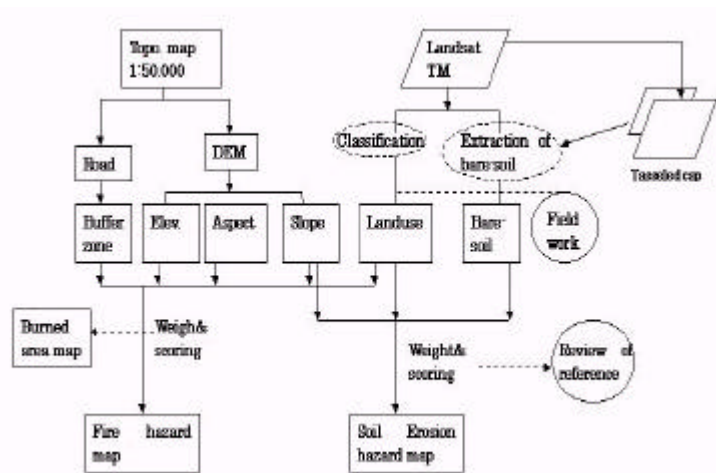 Topo. map
1:50.000
Landsat
TM
Classification
Extraction of
bare-soil
Tasseled cap
Road
DEM
Buffer
zone
Elev.
Aspect
Slope
Landuse
Bare-
soil
Field
work
Burned
area map
Weigh&
scoring
Weight&
scoring
Review of
reference
Fire hazard
map
Soil Erosion
hazard map